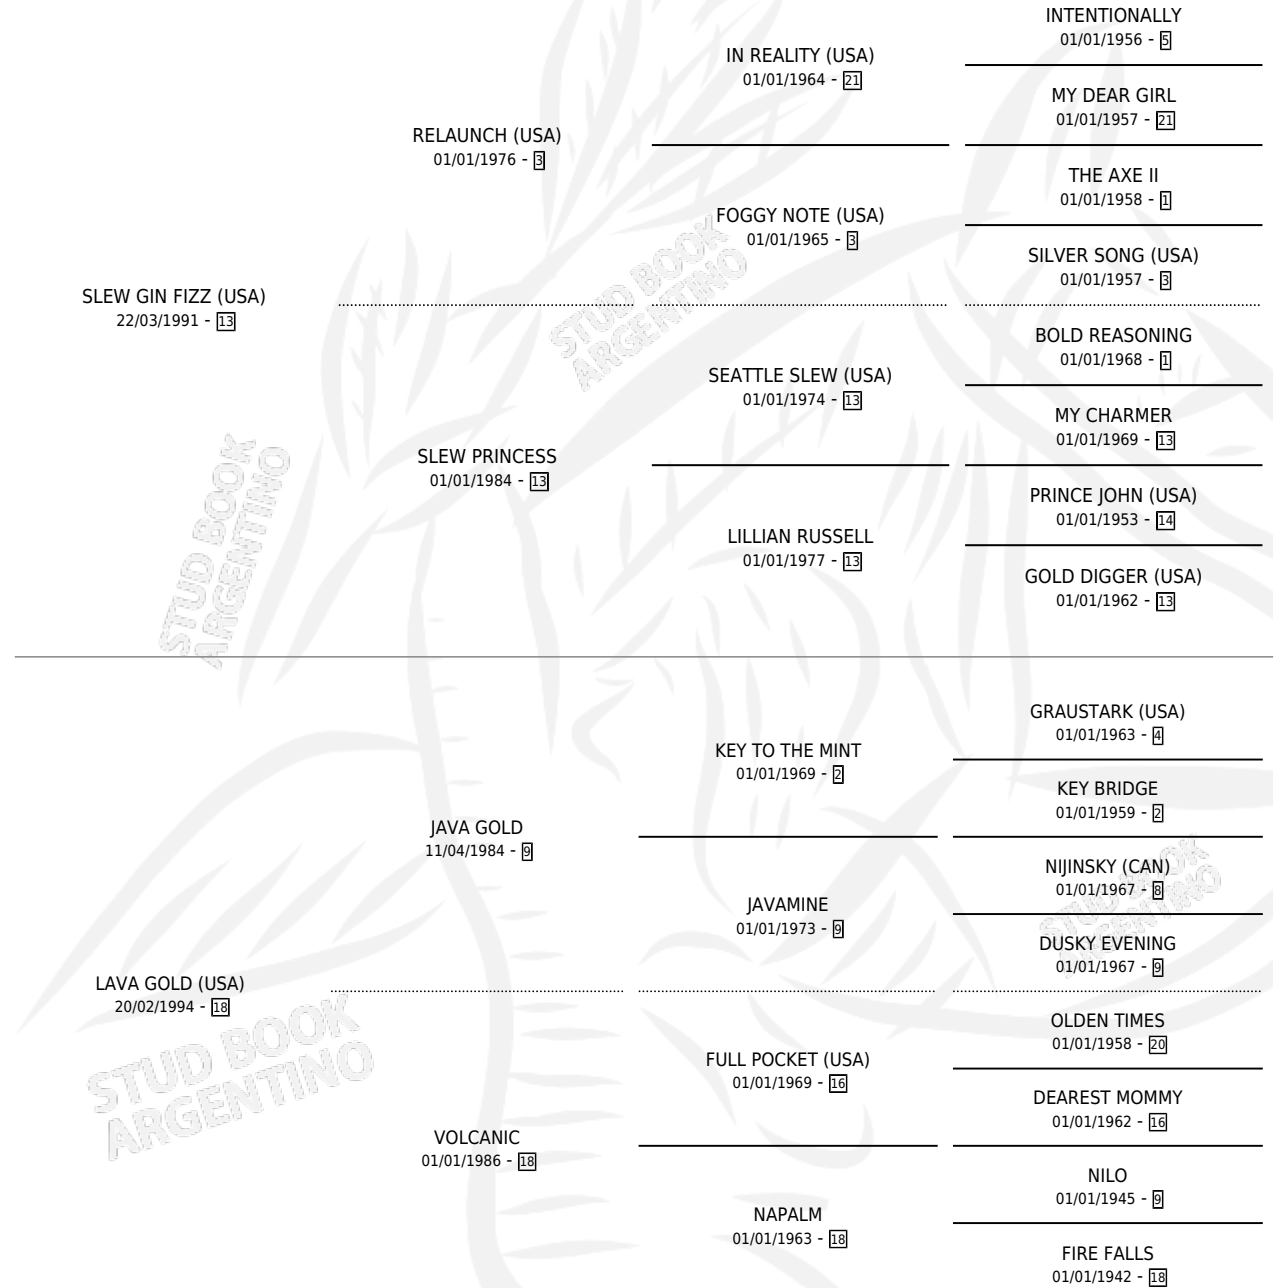 INTENTIONALLY
01/01/1956 - 5
IN REALITY (USA)
01/01/1964 - 21
MY DEAR GIRL
01/01/1957 - 21
RELAUNCH (USA)
01/01/1976 - 3
THE AXE II
01/01/1958 - 1
FOGGY NOTE (USA)
01/01/1965 - 3
SILVER SONG (USA)
01/01/1957 - 3
SLEW GIN FIZZ (USA)
22/03/1991 - 13
BOLD REASONING
01/01/1968 - 1
SEATTLE SLEW (USA)
01/01/1974 - 13
MY CHARMER
01/01/1969 - 13
SLEW PRINCESS
01/01/1984 - 13
PRINCE JOHN (USA)
01/01/1953 - 14
LILLIAN RUSSELL
01/01/1977 - 13
GOLD DIGGER (USA)
01/01/1962 - 13
GRAUSTARK (USA)
01/01/1963 - 4
KEY TO THE MINT
01/01/1969 - 2
KEY BRIDGE
01/01/1959 - 2
JAVA GOLD
11/04/1984 - 9
NIJINSKY (CAN)
01/01/1967 - 8
JAVAMINE
01/01/1973 - 9
DUSKY EVENING
01/01/1967 - 9
LAVA GOLD (USA)
20/02/1994 - 18
OLDEN TIMES
01/01/1958 - 20
FULL POCKET (USA)
01/01/1969 - 16
DEAREST MOMMY
01/01/1962 - 16
VOLCANIC
01/01/1986 - 18
NILO
01/01/1945 - 9
NAPALM
01/01/1963 - 18
FIRE FALLS
01/01/1942 - 18
STUD BOOK
ARGENTINO
STUD BOOK
ARGENTINO
STUD BOOK
ARGENTINO
STUD BOOK
ARGENTINO